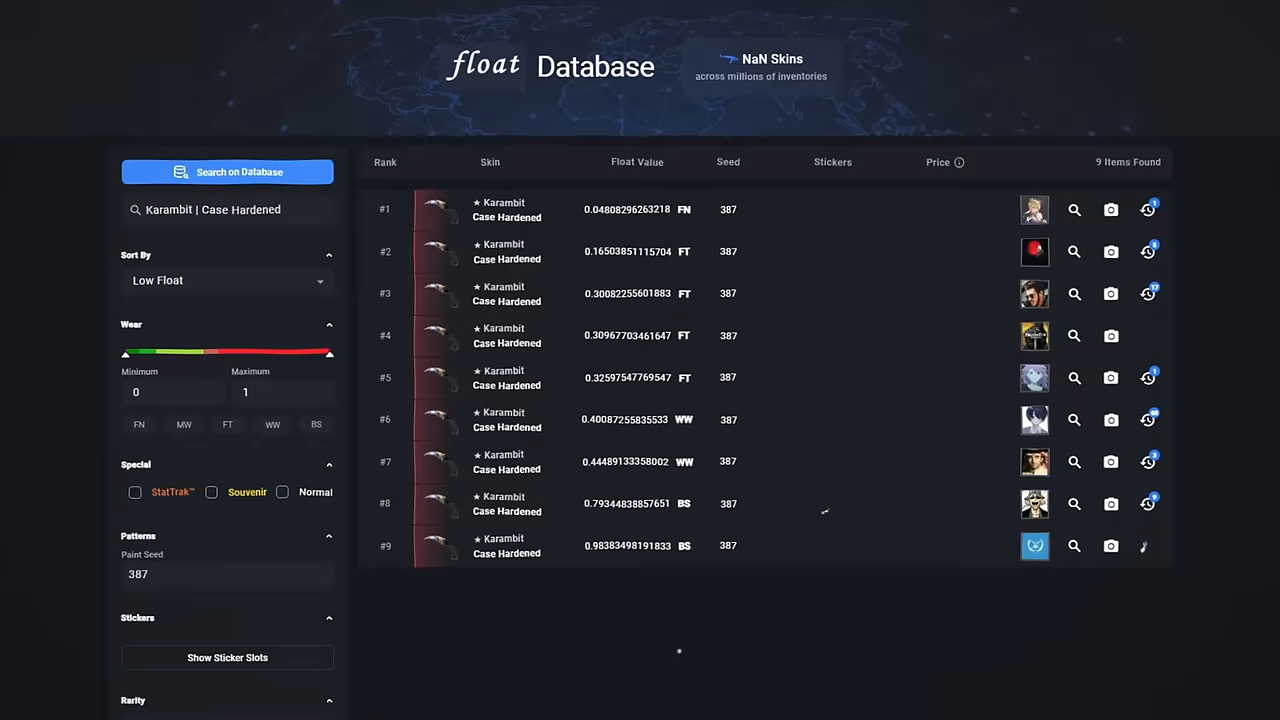 float Database
NaN Skins
across millions of inventories
Search on Database
Karambit | Case Hardened
Sort By
Low Float
Wear
Minimum
Maximum
0
1
FN
MW
FT
WW
BS
Special
StatTrak™
Souvenir
Normal
Patterns
Paint Seed
387
Stickers
Show Sticker Slots
Rarity
Rank
Skin
Float Value
Seed
Stickers
Price
9 Items Found
#1 ★ Karambit
Case Hardened
0.04808296263218 FN 387
1
#2 ★ Karambit
Case Hardened
0.16503851115704 FT 387
5
#3 ★ Karambit
Case Hardened
0.30082255601883 FT 387
17
#4 ★ Karambit
Case Hardened
0.30967703461647 FT 387
#5 ★ Karambit
Case Hardened
0.32597547769547 FT 387
1
#6 ★ Karambit
Case Hardened
0.40087255835533 WW 387
#7 ★ Karambit
Case Hardened
0.44489133358002 WW 387
3
#8 ★ Karambit
Case Hardened
0.79344838857651 BS 387
9
#9 ★ Karambit
Case Hardened
0.98383498191833 BS 387